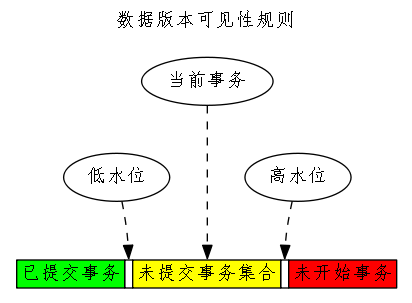 数据版本可见性规则
当前事务
低水位
高水位
已提交事务
未提交事务集合
未开始事务